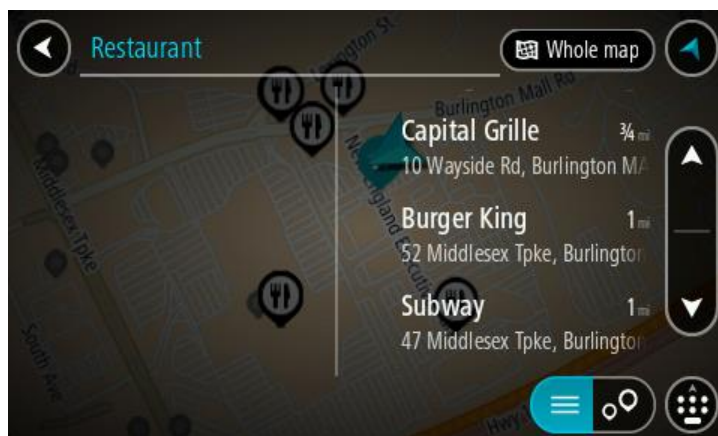 Restaurant
Whole map
Lexington St
Burlington Mall Rd
Capital Grille ¾ mi
10 Wayside Rd, Burlington MA
New England Executive
Burger King 1 mi
52 Middlesex Tpke, Burlington
Middlesex Tpke
Subway 1 mi
47 Middlesex Tpke, Burlington
South Ave
Hwy